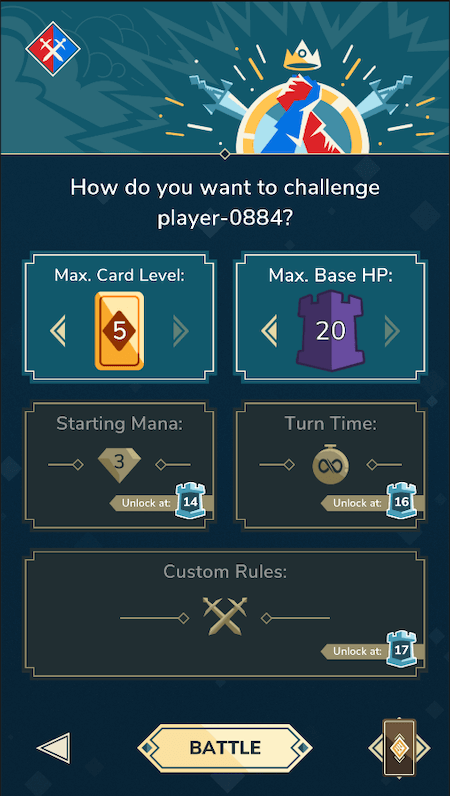 How do you want to challenge
player-0884?
Max. Card Level:
5
Max. Base HP:
20
Starting Mana:
3
Unlock at: 14
Turn Time:
∞
Unlock at: 16
Custom Rules:
Unlock at: 17
BATTLE